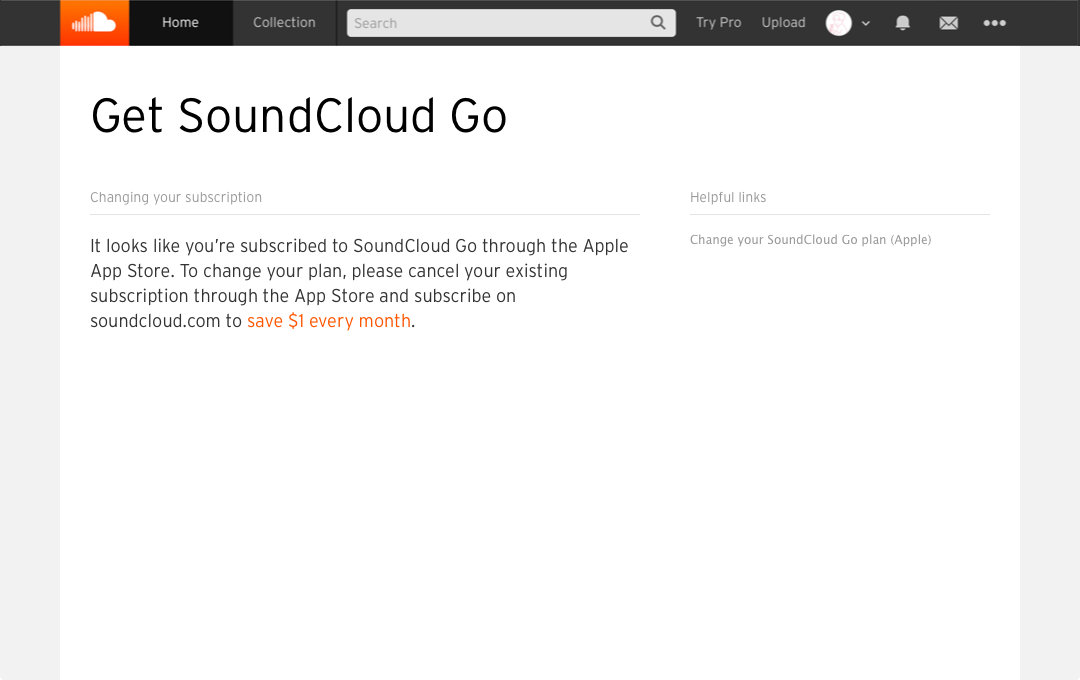 Home
Collection
Search
Try Pro
Upload
Get SoundCloud Go
Changing your subscription
It looks like you’re subscribed to SoundCloud Go through the Apple
App Store. To change your plan, please cancel your existing
subscription through the App Store and subscribe on
soundcloud.com to save $1 every month.
Helpful links
Change your SoundCloud Go plan (Apple)